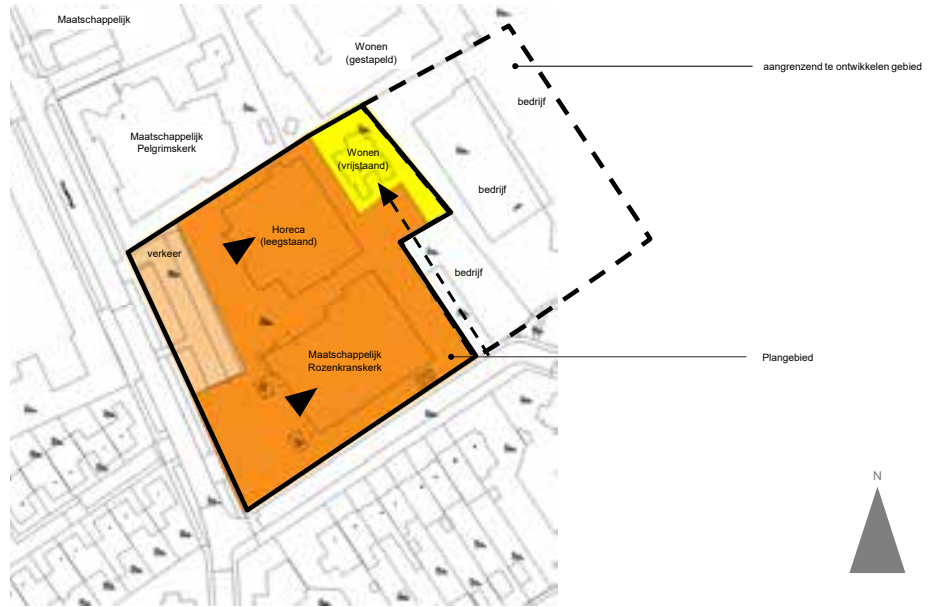 Maatschappelijk
Wonen
(gestapeld)
aangrenzend te ontwikkelen gebied
bedrijf
Maatschappelijk
Pelgrimskerk
Wonen
(vrijstaand)
bedrijf
Horeca
(leegstaand)
verkeer
bedrijf
Maatschappelijk
Rozenkranskerk
Plangebied
N